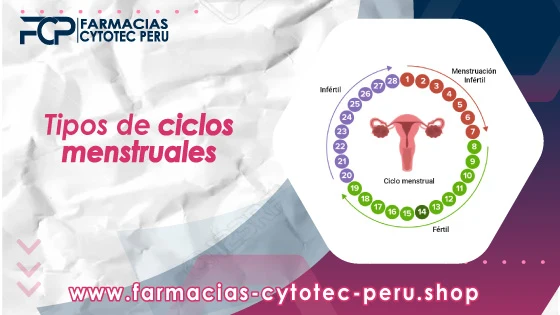 FCP
FARMACIAS
CYTOTEC PERU
Tipos de ciclos
menstruales
Menstruación
Infértil
Infértil
1
2
3
4
5
6
7
8
9
10
11
12
13
14
15
16
17
18
19
20
21
22
23
24
25
26
27
28
Ciclo menstrual
Fértil
www.farmacias-cytotec-peru.shop